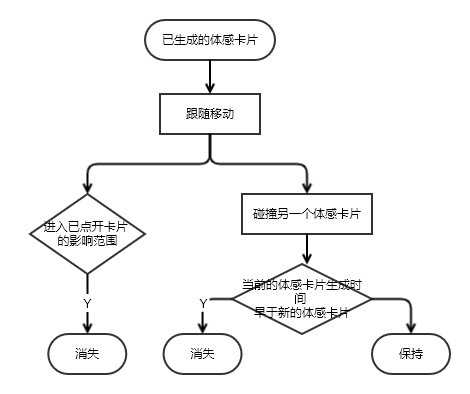 已生成的体感卡片
跟随移动
进入已点开卡片
的影响范围
碰撞另一个体感卡片
当前的体感卡片生成时
间
早于新的体感卡片
Y
Y
消失
消失
保持